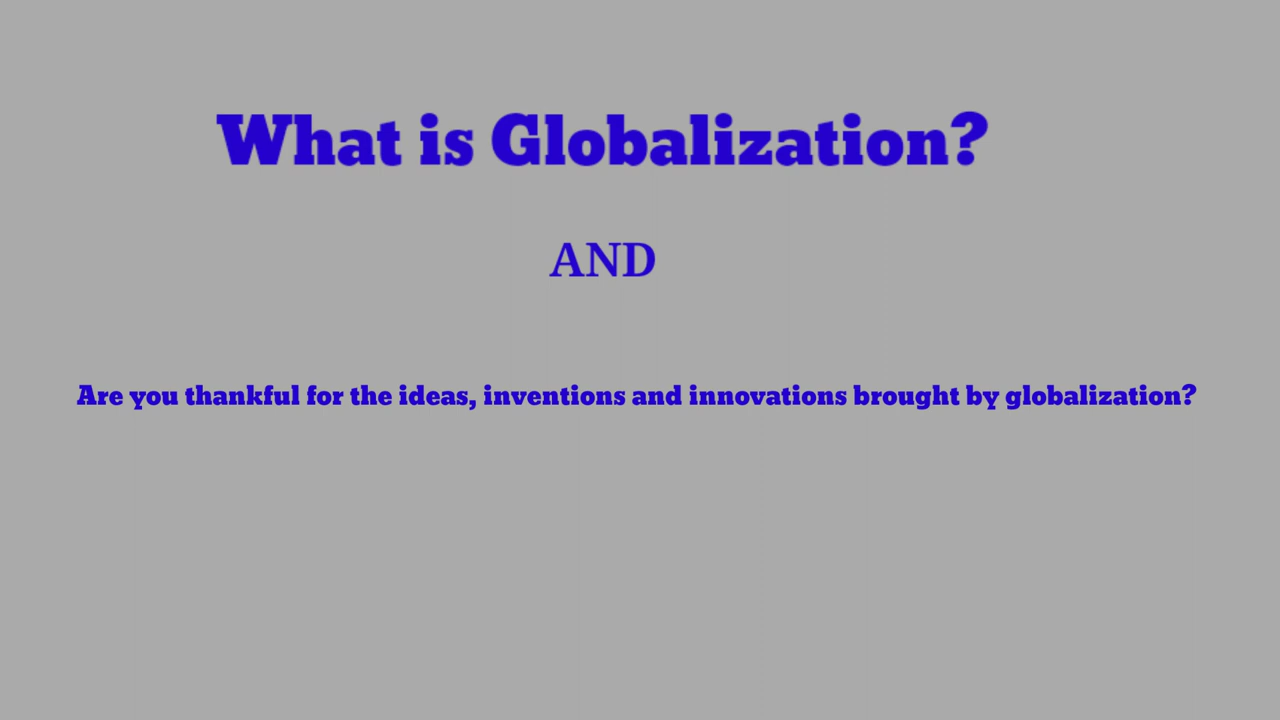 What is Globalization?
AND
Are you thankful for the ideas, inventions and innovations brought by globalization?